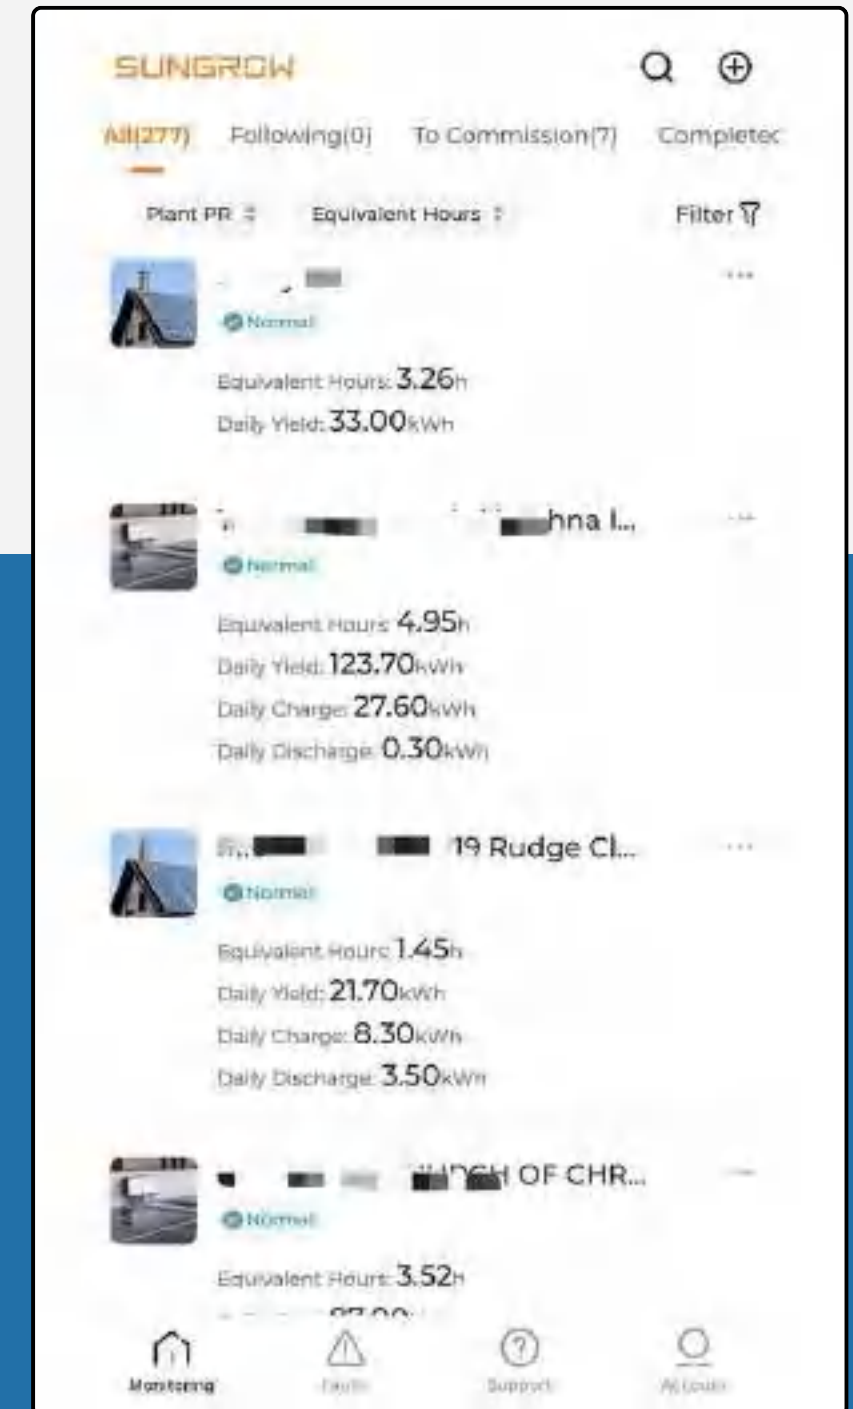 SUNGROW
All(277) Following(0) To Commission(7) Completed
Plant PR Equivalent Hours Filter
Normal
Equivalent Hours: 3.26h
Daily Yield: 33.00kWh
hna I...
Normal
Equivalent Hours: 4.95h
Daily Yield: 123.70kWh
Daily Charge: 27.60kWh
Daily Discharge: 0.30kWh
19 Rudge Cl...
Normal
Equivalent Hours: 1.45h
Daily Yield: 21.70kWh
Daily Charge: 8.30kWh
Daily Discharge: 3.50kWh
OF CHR...
Normal
Equivalent Hours: 3.52h
Monitoring Faults Support Account